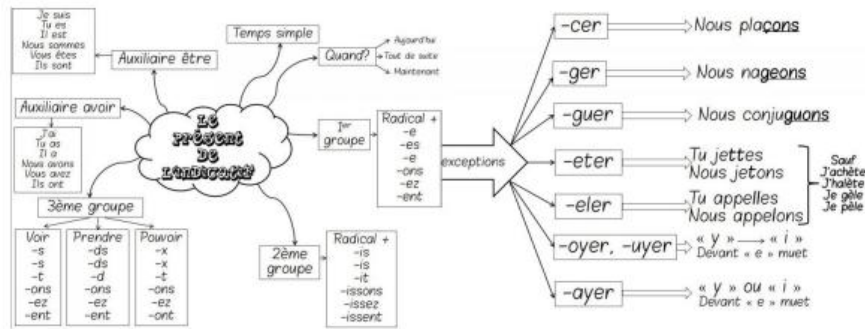 Je suis
Tu es
Il est
Nous sommes
Vous êtes
Ils sont
Auxiliaire être
Temps simple
Quand?
Aujourd'hui
Tout de suite
Maintenant
Auxiliaire avoir
J'ai
Tu as
Il a
Nous avons
Vous avez
Ils ont
Le
Présent
De
L'indicatif
1er
groupe
Radical +
-e
-es
-e
-ons
-ez
-ent
exceptions
3ème groupe
Voir
-s
-s
-t
-ons
-ez
-ent
Prendre
-ds
-ds
-d
-ons
-ez
-ent
Pouvoir
-x
-x
-t
-ons
-ez
-ont
2ème
groupe
Radical +
-is
-is
-it
-issons
-issez
-issent
-cer
Nous plaçons
-ger
Nous nageons
-guer
Nous conjuguons
-eter
Tu jettes
Nous jetons
-eler
Tu appelles
Nous appelons
Sauf
J'achète
J'halète
Je gèle
Je pèle
-oyer, -uyer
« y » → « i »
Devant « e » muet
-ayer
« y » ou « i »
Devant « e » muet